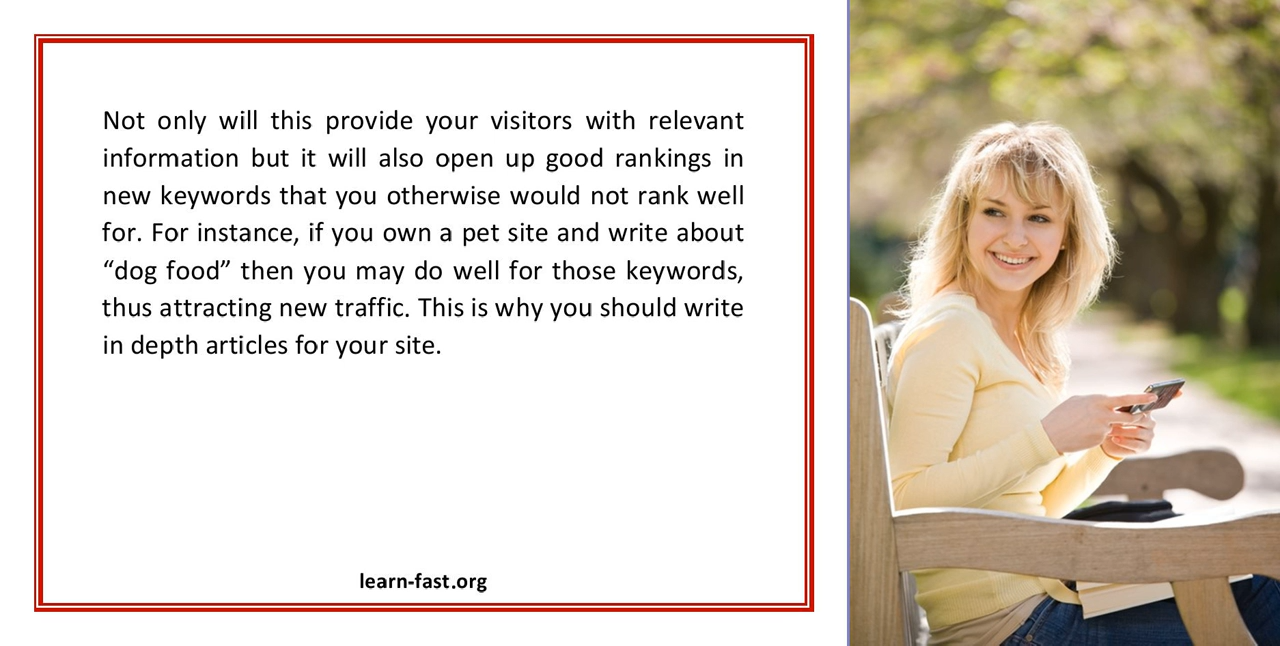 Not only will this provide your visitors with relevant
information but it will also open up good rankings in
new keywords that you otherwise would not rank well
for. For instance, if you own a pet site and write about
“dog food” then you may do well for those keywords,
thus attracting new traffic. This is why you should write
in depth articles for your site.
learn-fast.org